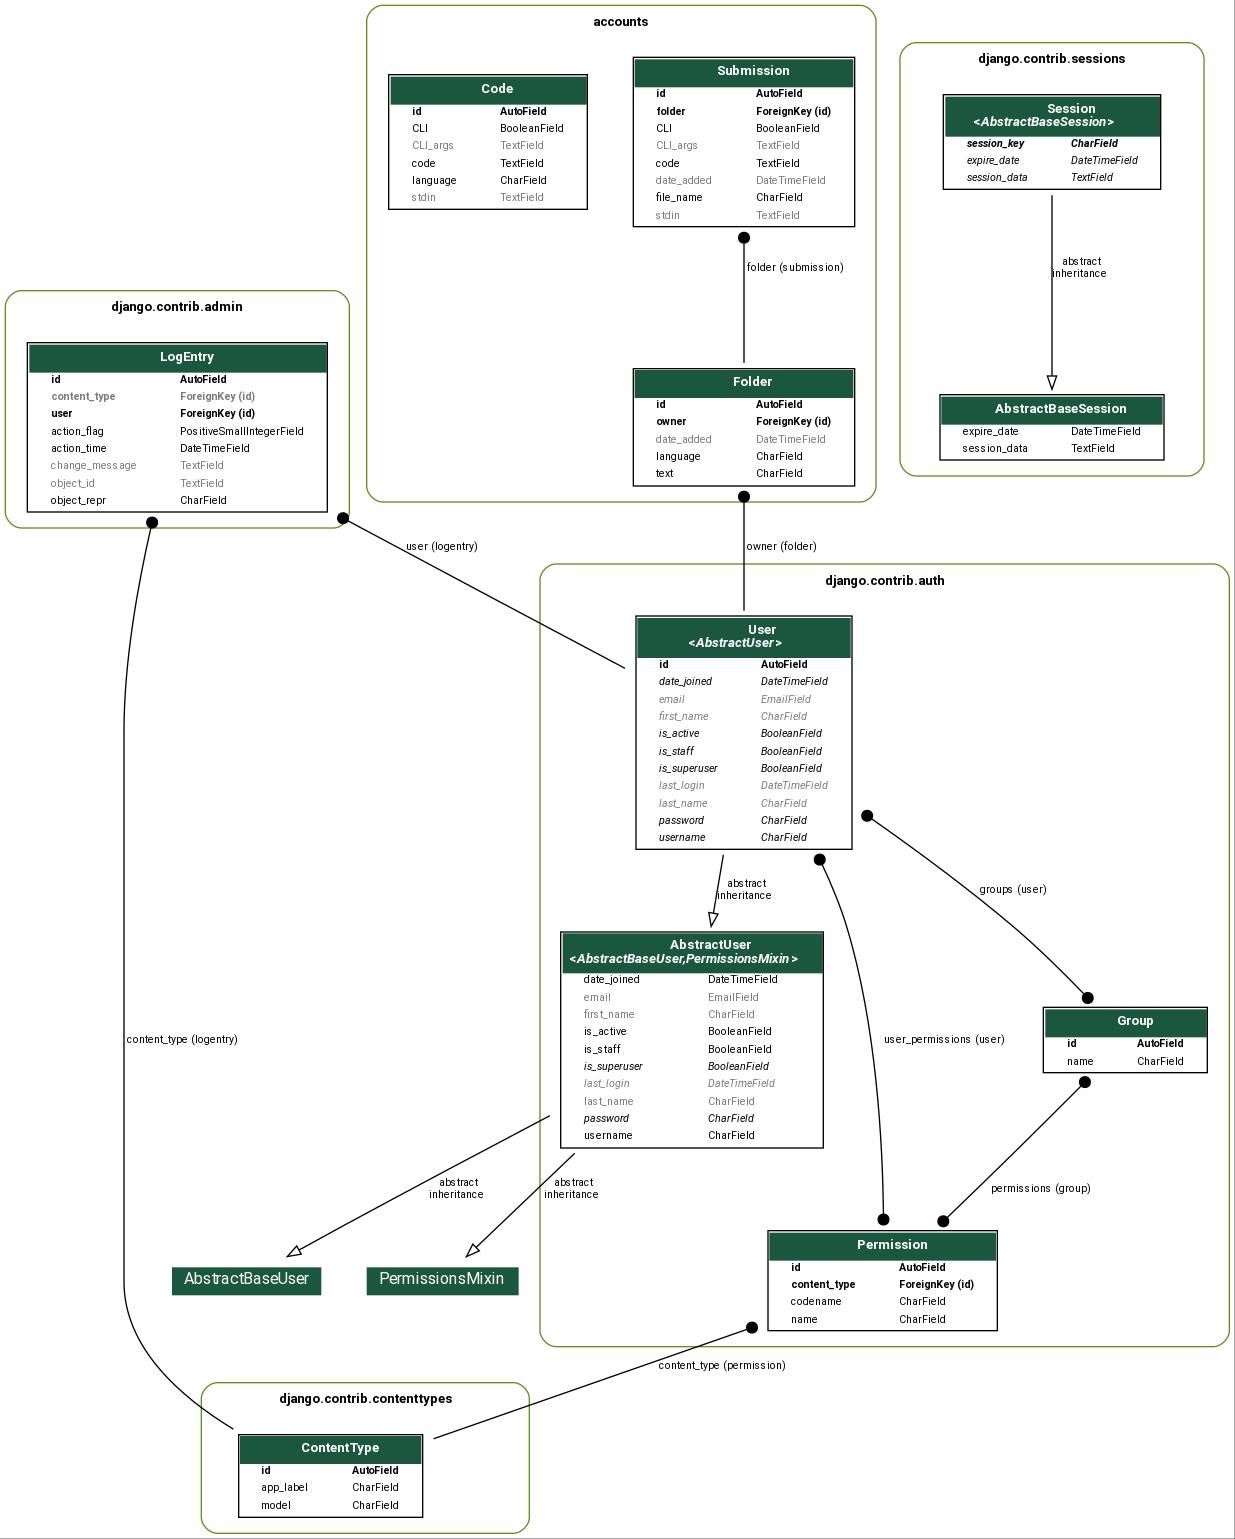 accounts
Code
id AutoField
CLI BooleanField
CLI_args TextField
code TextField
language CharField
stdin TextField
Submission
id AutoField
folder ForeignKey (id)
CLI BooleanField
CLI_args TextField
code TextField
date_added DateTimeField
file_name CharField
stdin TextField
folder (submission)
Folder
id AutoField
owner ForeignKey (id)
date_added DateTimeField
language CharField
text CharField
owner (folder)
django.contrib.sessions
Session
<AbstractBaseSession>
session_key CharField
expire_date DateTimeField
session_data TextField
abstract
inheritance
AbstractBaseSession
expire_date DateTimeField
session_data TextField
django.contrib.admin
LogEntry
id AutoField
content_type ForeignKey (id)
user ForeignKey (id)
action_flag PositiveSmallIntegerField
action_time DateTimeField
change_message TextField
object_id TextField
object_repr CharField
user (logentry)
content_type (logentry)
django.contrib.auth
User
<AbstractUser>
id AutoField
date_joined DateTimeField
email EmailField
first_name CharField
is_active BooleanField
is_staff BooleanField
is_superuser BooleanField
last_login DateTimeField
last_name CharField
password CharField
username CharField
abstract
inheritance
groups (user)
user_permissions (user)
AbstractUser
<AbstractBaseUser,PermissionsMixin>
date_joined DateTimeField
email EmailField
first_name CharField
is_active BooleanField
is_staff BooleanField
is_superuser BooleanField
last_login DateTimeField
last_name CharField
password CharField
username CharField
Group
id AutoField
name CharField
permissions (group)
abstract
inheritance
abstract
inheritance
AbstractBaseUser
PermissionsMixin
Permission
id AutoField
content_type ForeignKey (id)
codename CharField
name CharField
content_type (permission)
django.contrib.contenttypes
ContentType
id AutoField
app_label CharField
model CharField